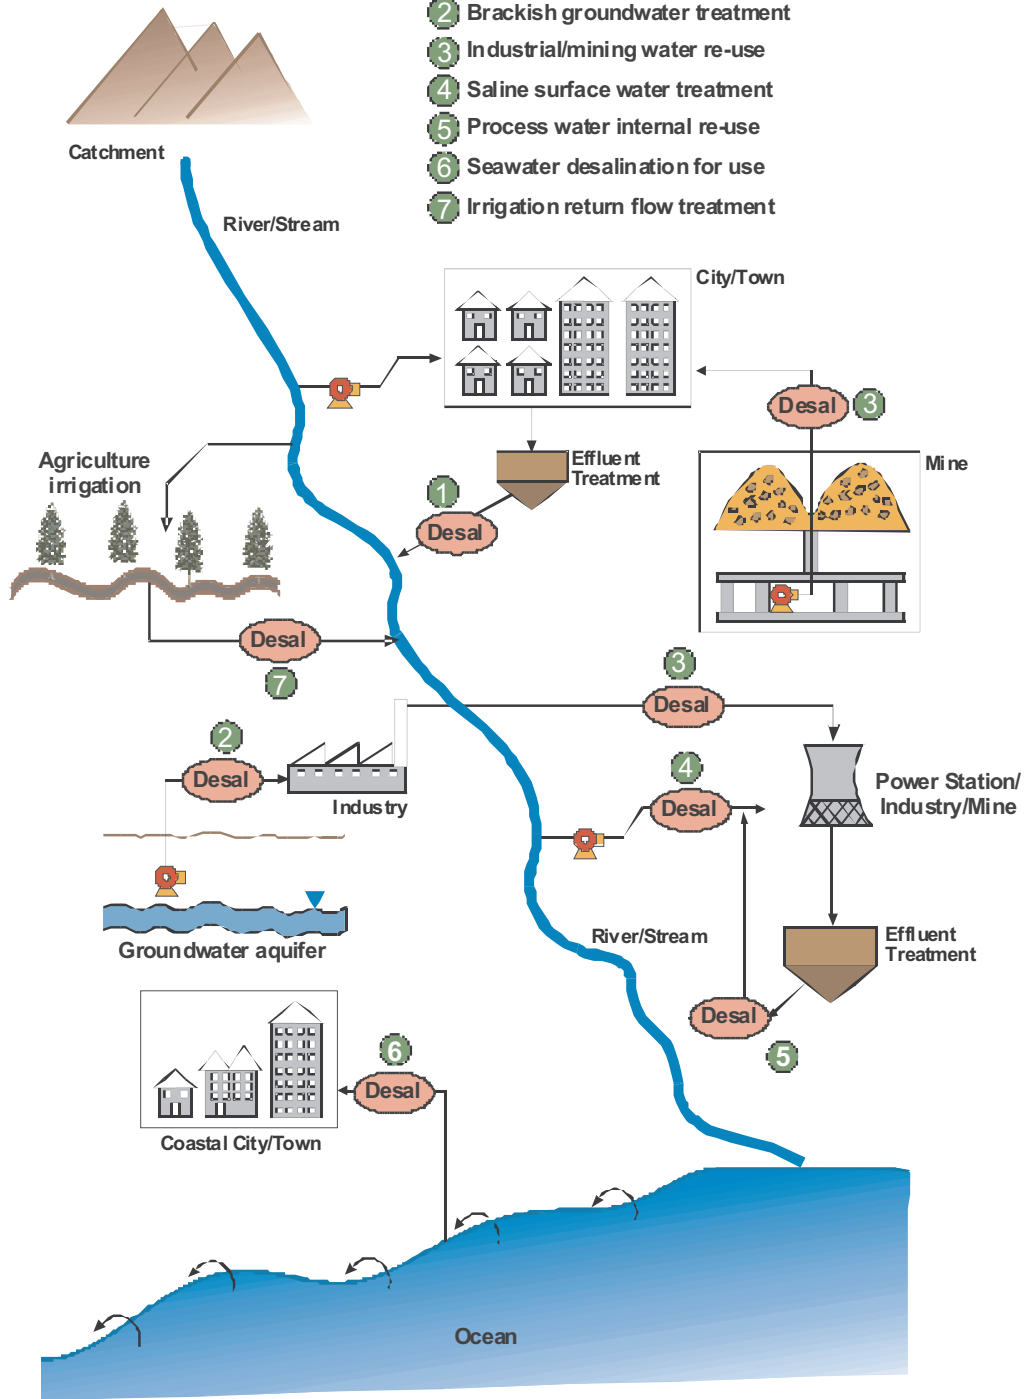 2 Brackish groundwater treatment
3 Industrial/mining water re-use
4 Saline surface water treatment
5 Process water internal re-use
6 Seawater desalination for use
7 Irrigation return flow treatment
Catchment
River/Stream
City/Town
Desal 3
Mine
Effluent
Treatment
1
Desal
Agriculture
irrigation
Desal
7
3
Desal
2
Desal
Industry
4
Desal
Power Station/
Industry/Mine
Groundwater aquifer
River/Stream
Effluent
Treatment
Desal
5
6
Desal
Coastal City/Town
Ocean